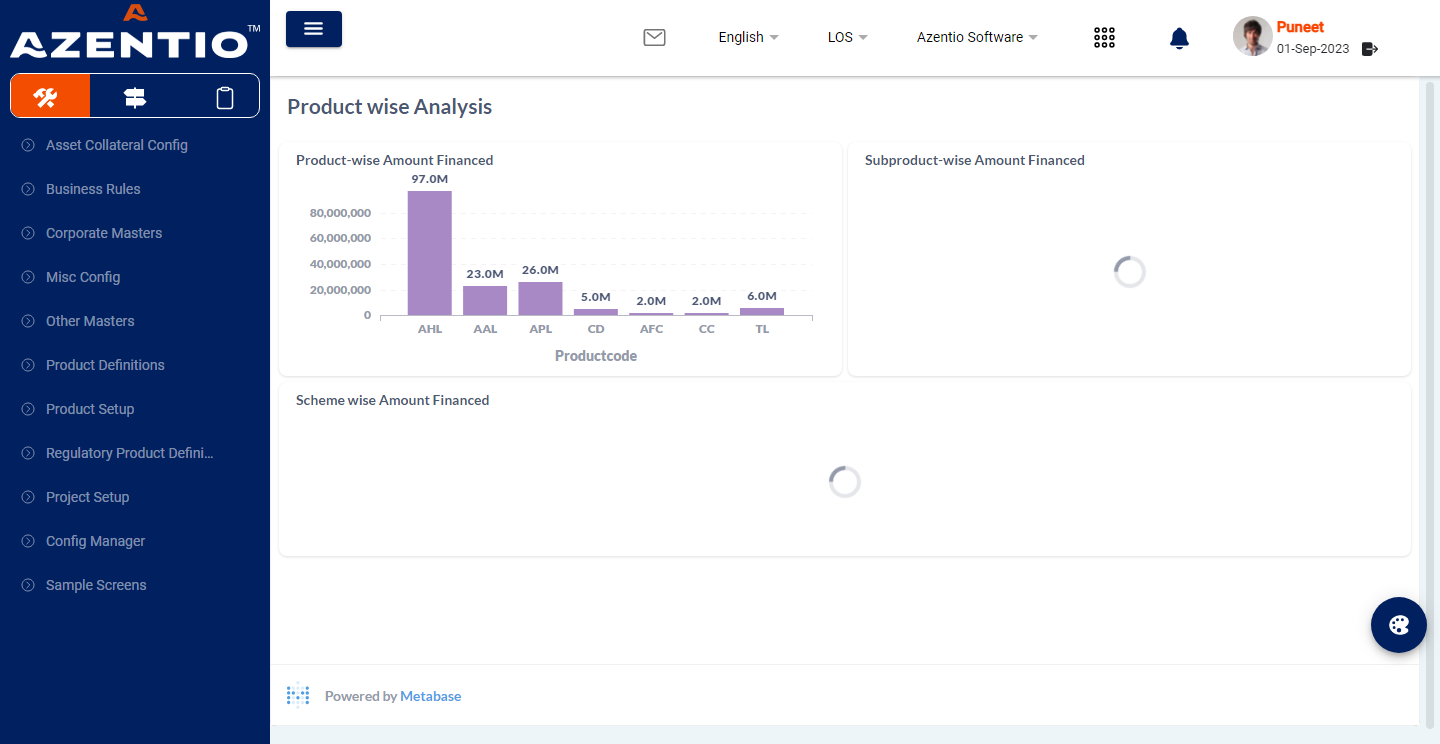 AZENTIO™
English
LOS
Azentio Software
Puneet
01-Sep-2023
Asset Collateral Config
Business Rules
Corporate Masters
Misc Config
Other Masters
Product Definitions
Product Setup
Regulatory Product Defini...
Project Setup
Config Manager
Sample Screens
Product wise Analysis
Product-wise Amount Financed
97.0M
80,000,000
60,000,000
40,000,000
20,000,000
0
23.0M
26.0M
5.0M
2.0M
2.0M
6.0M
AHL AAL APL CD AFC CC TL
Productcode
Subproduct-wise Amount Financed
Scheme wise Amount Financed
Powered by Metabase